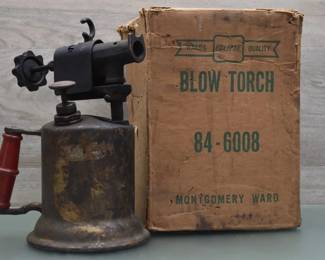 QUALITY
BLOW TORCH
84-6008
MONTGOMERY WARD